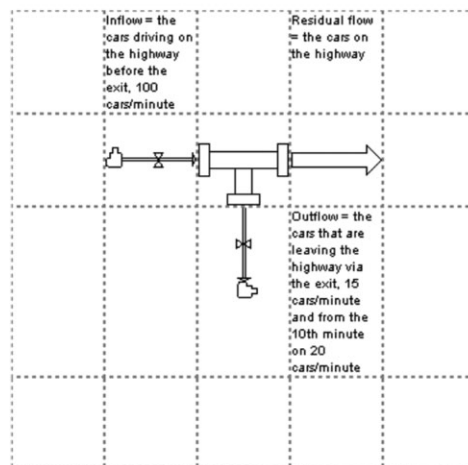 Inflow = the
cars driving on
the highway
before the
exit, 100
cars/minute
Residual flow
= the cars on
the highway
Outflow = the
cars that are
leaving the
highway via
the exit, 15
cars/minute
and from the
10th minute
on 20
cars/minute